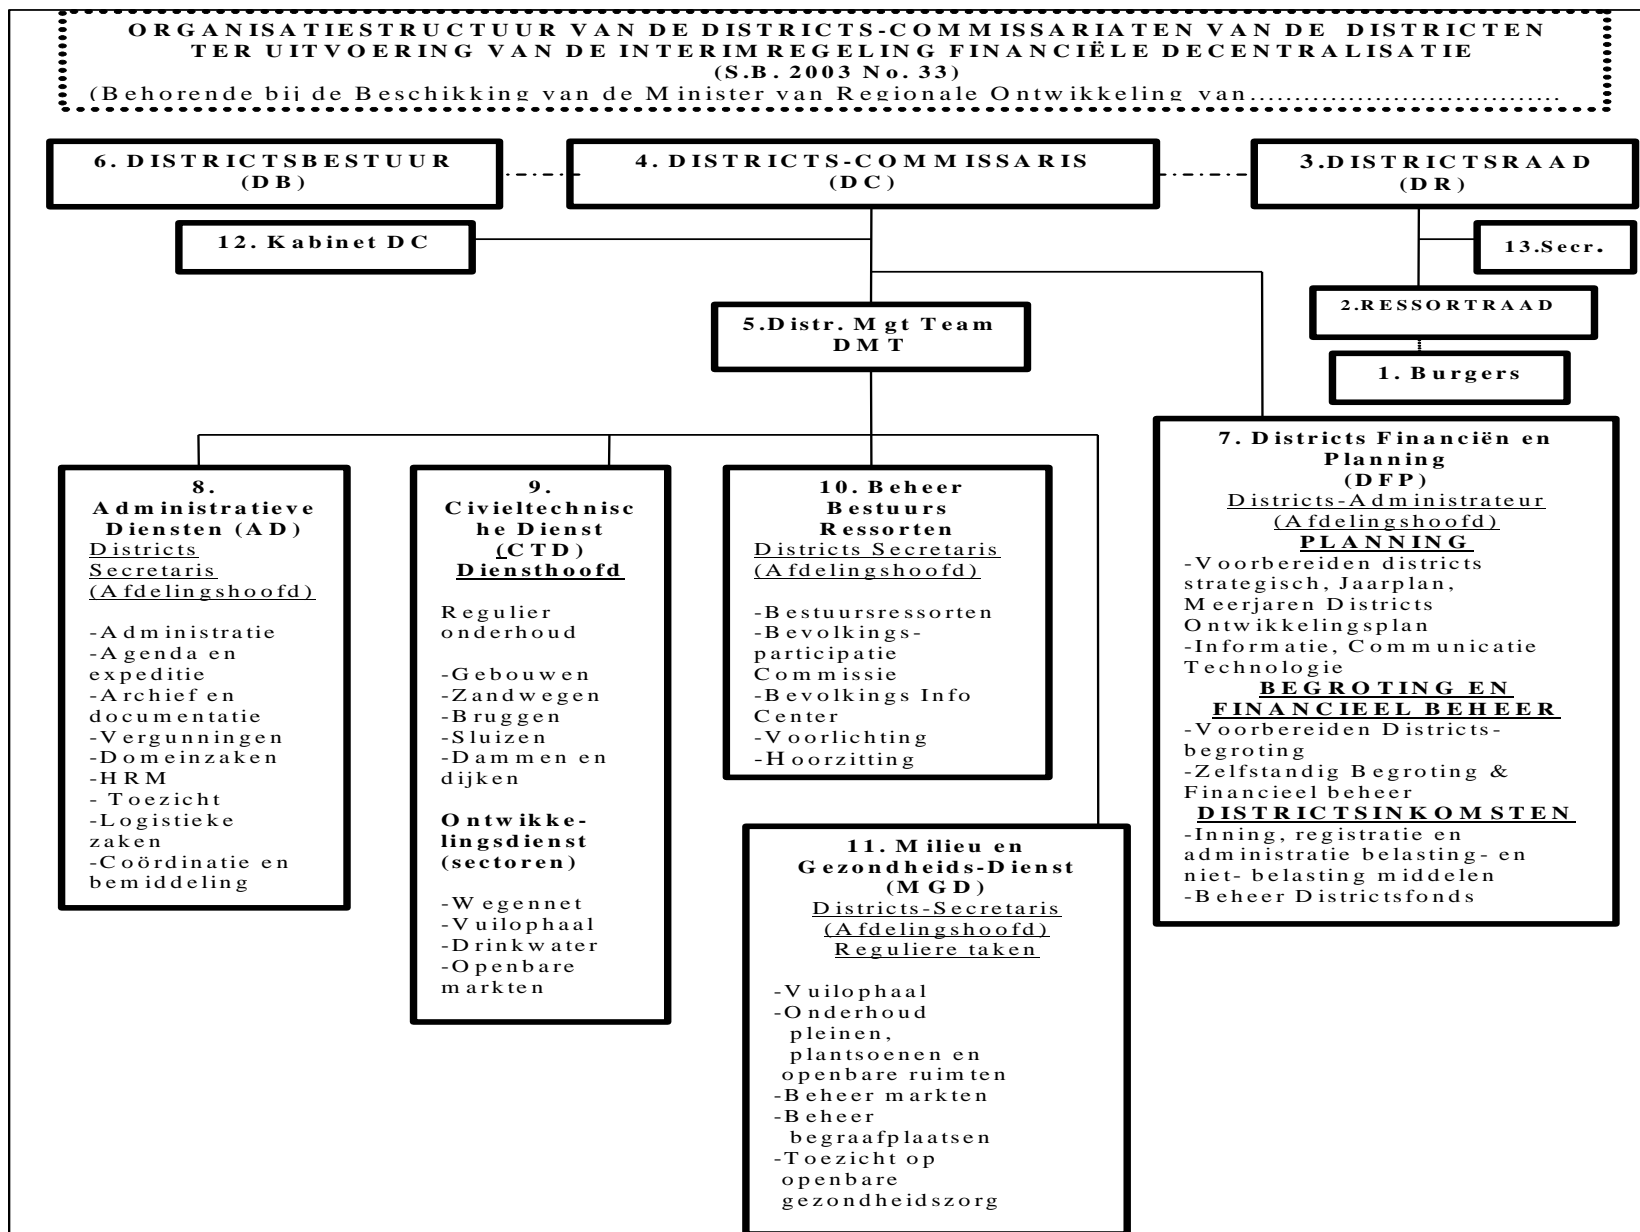 ORGANISATIESTRUCTUUR VAN DE DISTRICTS-COMMISSARIATEN VAN DE DISTRICTEN
TER UITVOERING VAN DE INTERIMREGELING FINANCIËLE DECENTRALISATIE
(S.B. 2003 No. 33)
(Behorende bij de Beschikking van de Minister van Regionale Ontwikkeling van..................................
6. DISTRICTSBESTUUR
(DB)
4. DISTRICTS-COMMISSARIS
(DC)
3.DISTRICTSRAAD
(DR)
12. Kabinet DC
13.Secr.
2.RESSORTRAAD
5.Distr. Mgt Team
DMT
1. Burgers
8.
Administratieve
Diensten (AD)
Districts
Secretaris
(Afdelingshoofd)
-Administratie
-Agenda en
expeditie
-Archief en
documentatie
-Vergunningen
-Domeinzaken
-HRM
- Toezicht
-Logistieke
zaken
-Coördinatie en
bemiddeling
9.
Civieltechnisc
he Dienst
(CTD)
Diensthoofd
Regulier
onderhoud
-Gebouwen
-Zandwegen
-Bruggen
-Sluizen
-Dammen en
dijken
Ontwikke-
lingsdienst
(sectoren)
-Wegennet
-Vuilophaal
-Drinkwater
-Openbare
markten
10. Beheer
Bestuurs
Ressorten
Districts Secretaris
(Afdelingshoofd)
-Bestuursressorten
-Bevolkings-
participatie
Commissie
-Bevolkings Info
Center
-Voorlichting
-Hoorzitting
11. Milieu en
Gezondheids-Dienst
(MGD)
Districts-Secretaris
(Afdelingshoofd)
Reguliere taken
-Vuilophaal
-Onderhoud
pleinen,
plantsoenen en
openbare ruimten
-Beheer markten
-Beheer
begraafplaatsen
-Toezicht op
openbare
gezondheidszorg
7. Districts Financiën en
Planning
(DFP)
Districts-Administrateur
(Afdelingshoofd)
PLANNING
-Voorbereiden districts
strategisch, Jaarplan,
Meerjaren Districts
Ontwikkelingsplan
-Informatie, Communicatie
Technologie
BEGROTING EN
FINANCIEEL BEHEER
-Voorbereiden Districts-
begroting
-Zelfstandig Begroting &
Financieel beheer
DISTRICTSINKOMSTEN
-Inning, registratie en
administratie belasting- en
niet- belasting middelen
-Beheer Districtsfonds